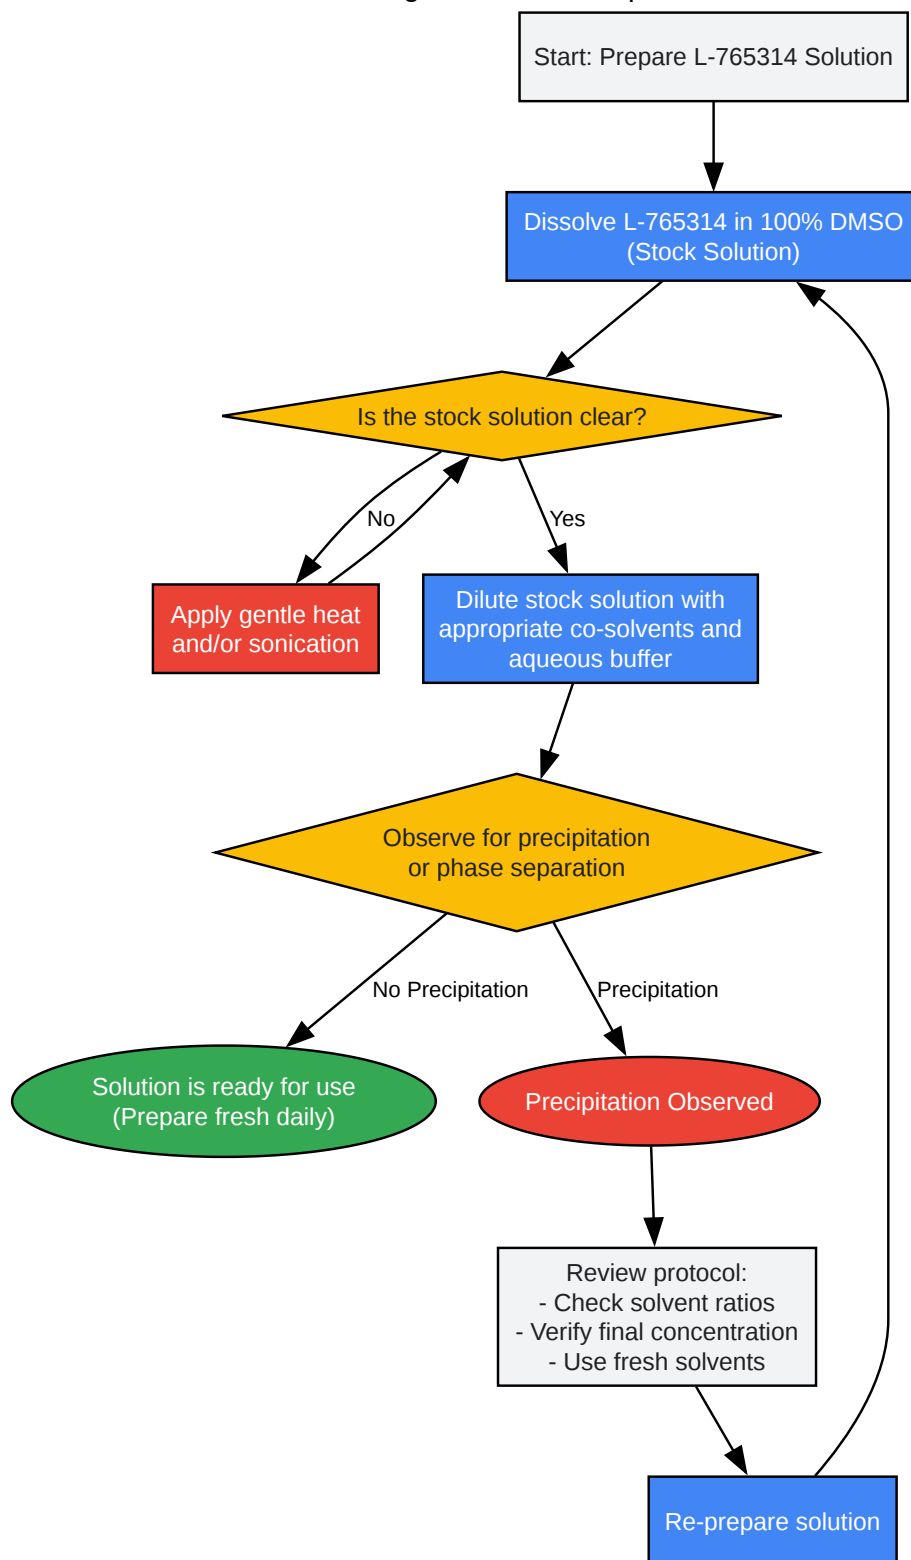 Start: Prepare L-765314 Solution
Dissolve L-765314 in 100% DMSO
(Stock Solution)
Is the stock solution clear?
No
Yes
Apply gentle heat
and/or sonication
Dilute stock solution with
appropriate co-solvents and
aqueous buffer
Observe for precipitation
or phase separation
No Precipitation
Precipitation
Solution is ready for use
(Prepare fresh daily)
Precipitation Observed
Review protocol:
- Check solvent ratios
- Verify final concentration
- Use fresh solvents
Re-prepare solution